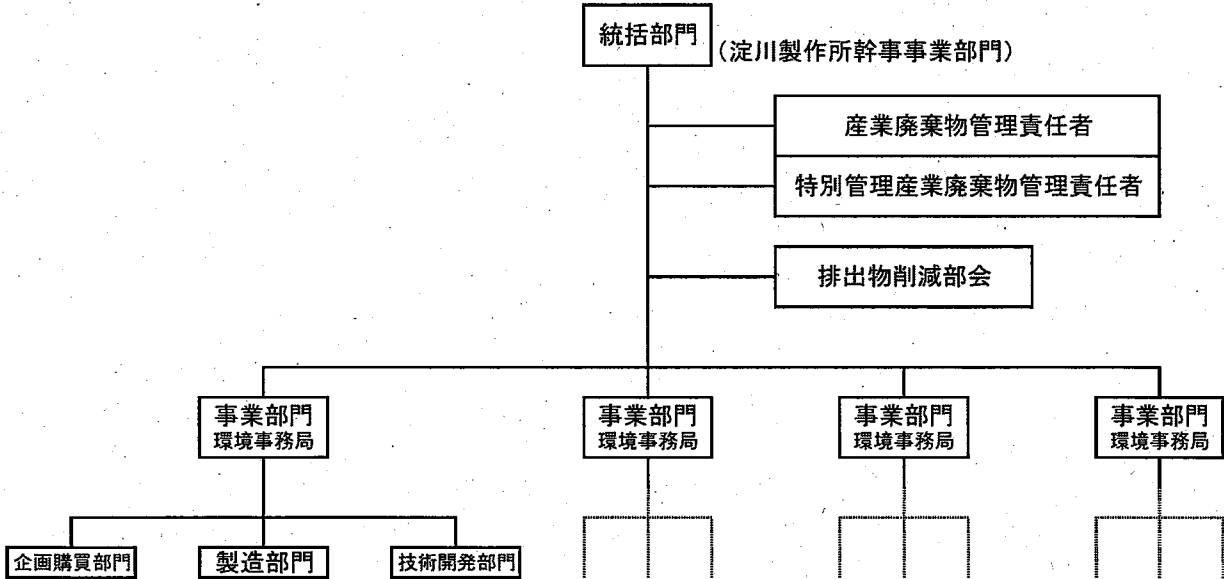 統括部門
(淀川製作所幹事事業部門)
産業廃棄物管理責任者
特別管理産業廃棄物管理責任者
排出物削減部会
事業部門
環境事務局
事業部門
環境事務局
事業部門
環境事務局
事業部門
環境事務局
企画購買部門
製造部門
技術開発部門